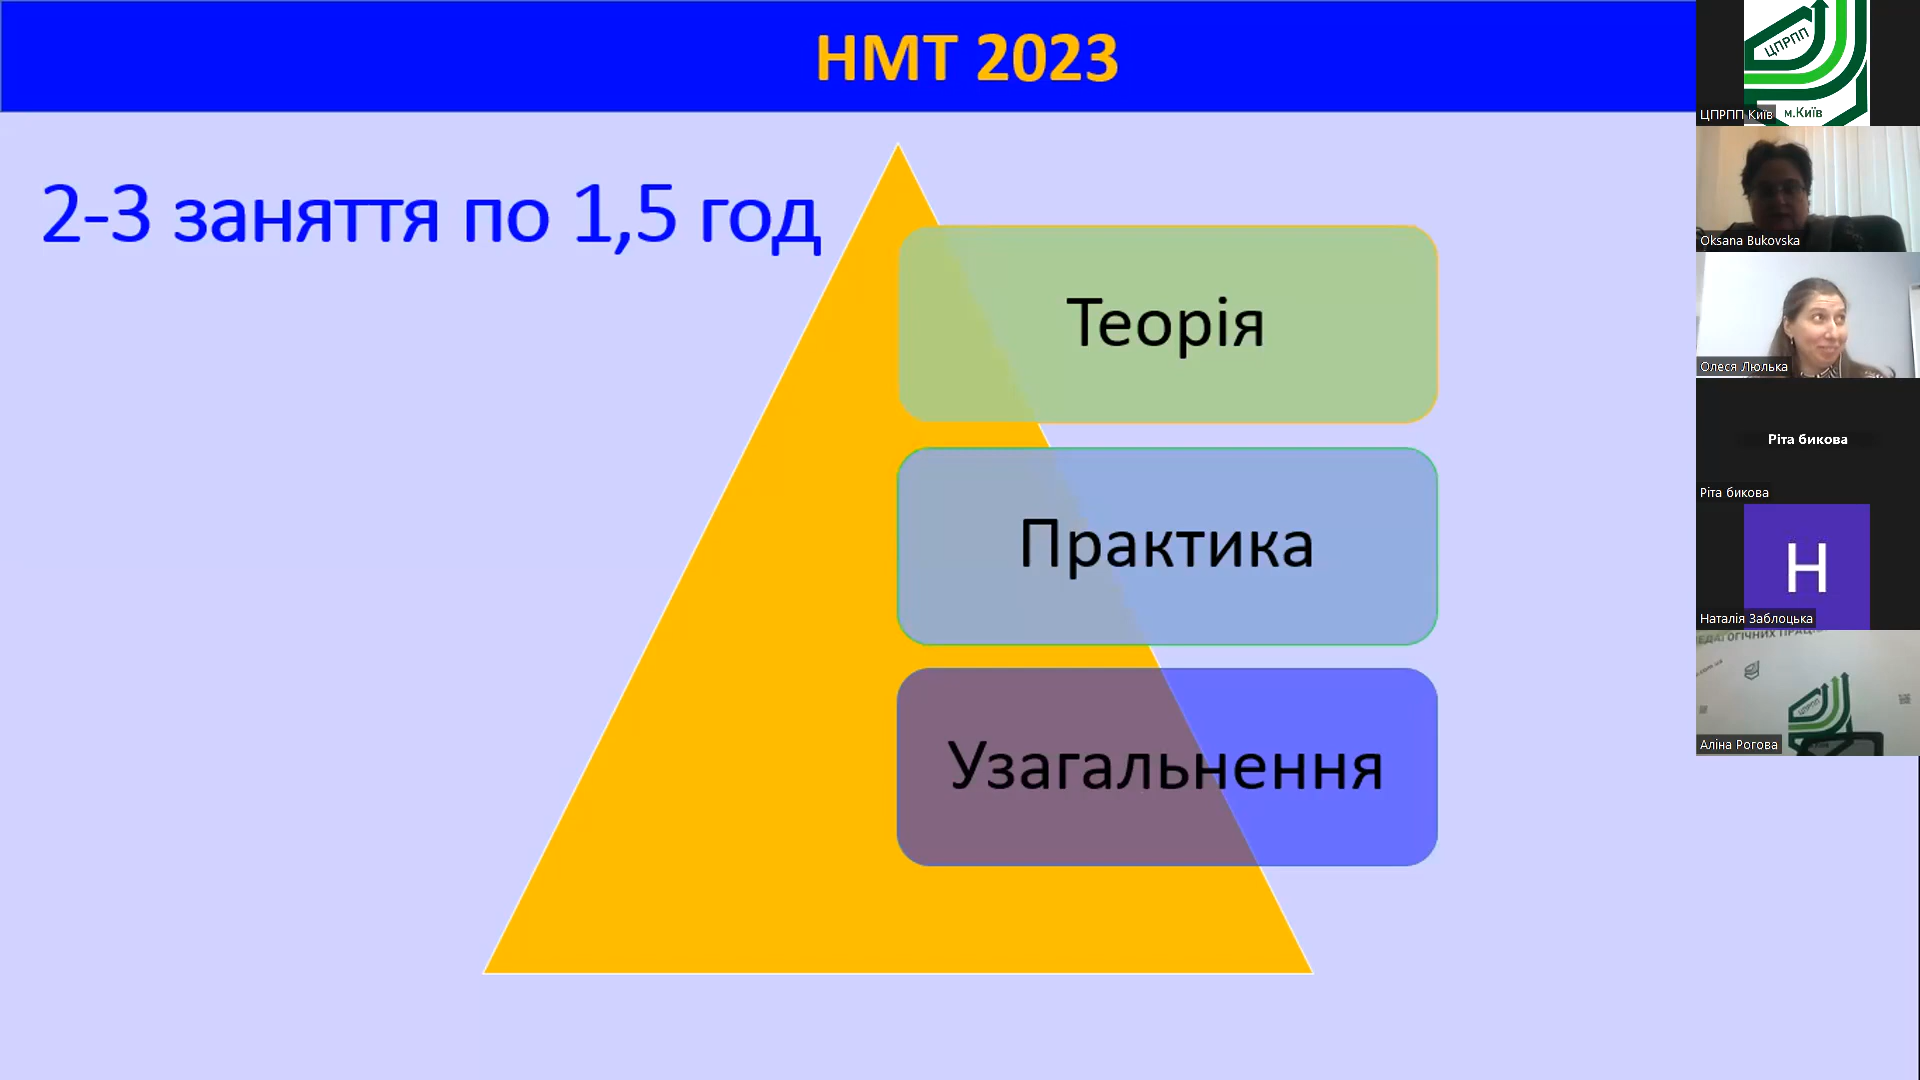 НМТ 2023
2-3 заняття по 1,5 год
Теорія
Практика
Узагальнення
ЦПРПП
м.Київ
ЦПРПП Київ
Oksana Bukovska
Олеся Люлька
Ріта бикова
Ріта бикова
Н
Наталія Заблоцька
ЦПРПП
Аліна Рогова